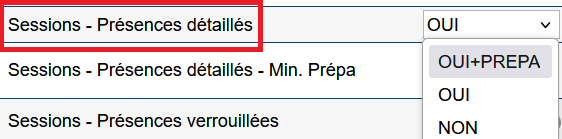 Sessions - Présences détaillés OUI
OUI+PREPA
Sessions - Présences détaillés - Min. Prépa
OUI
Sessions - Présences verrouillées
NON